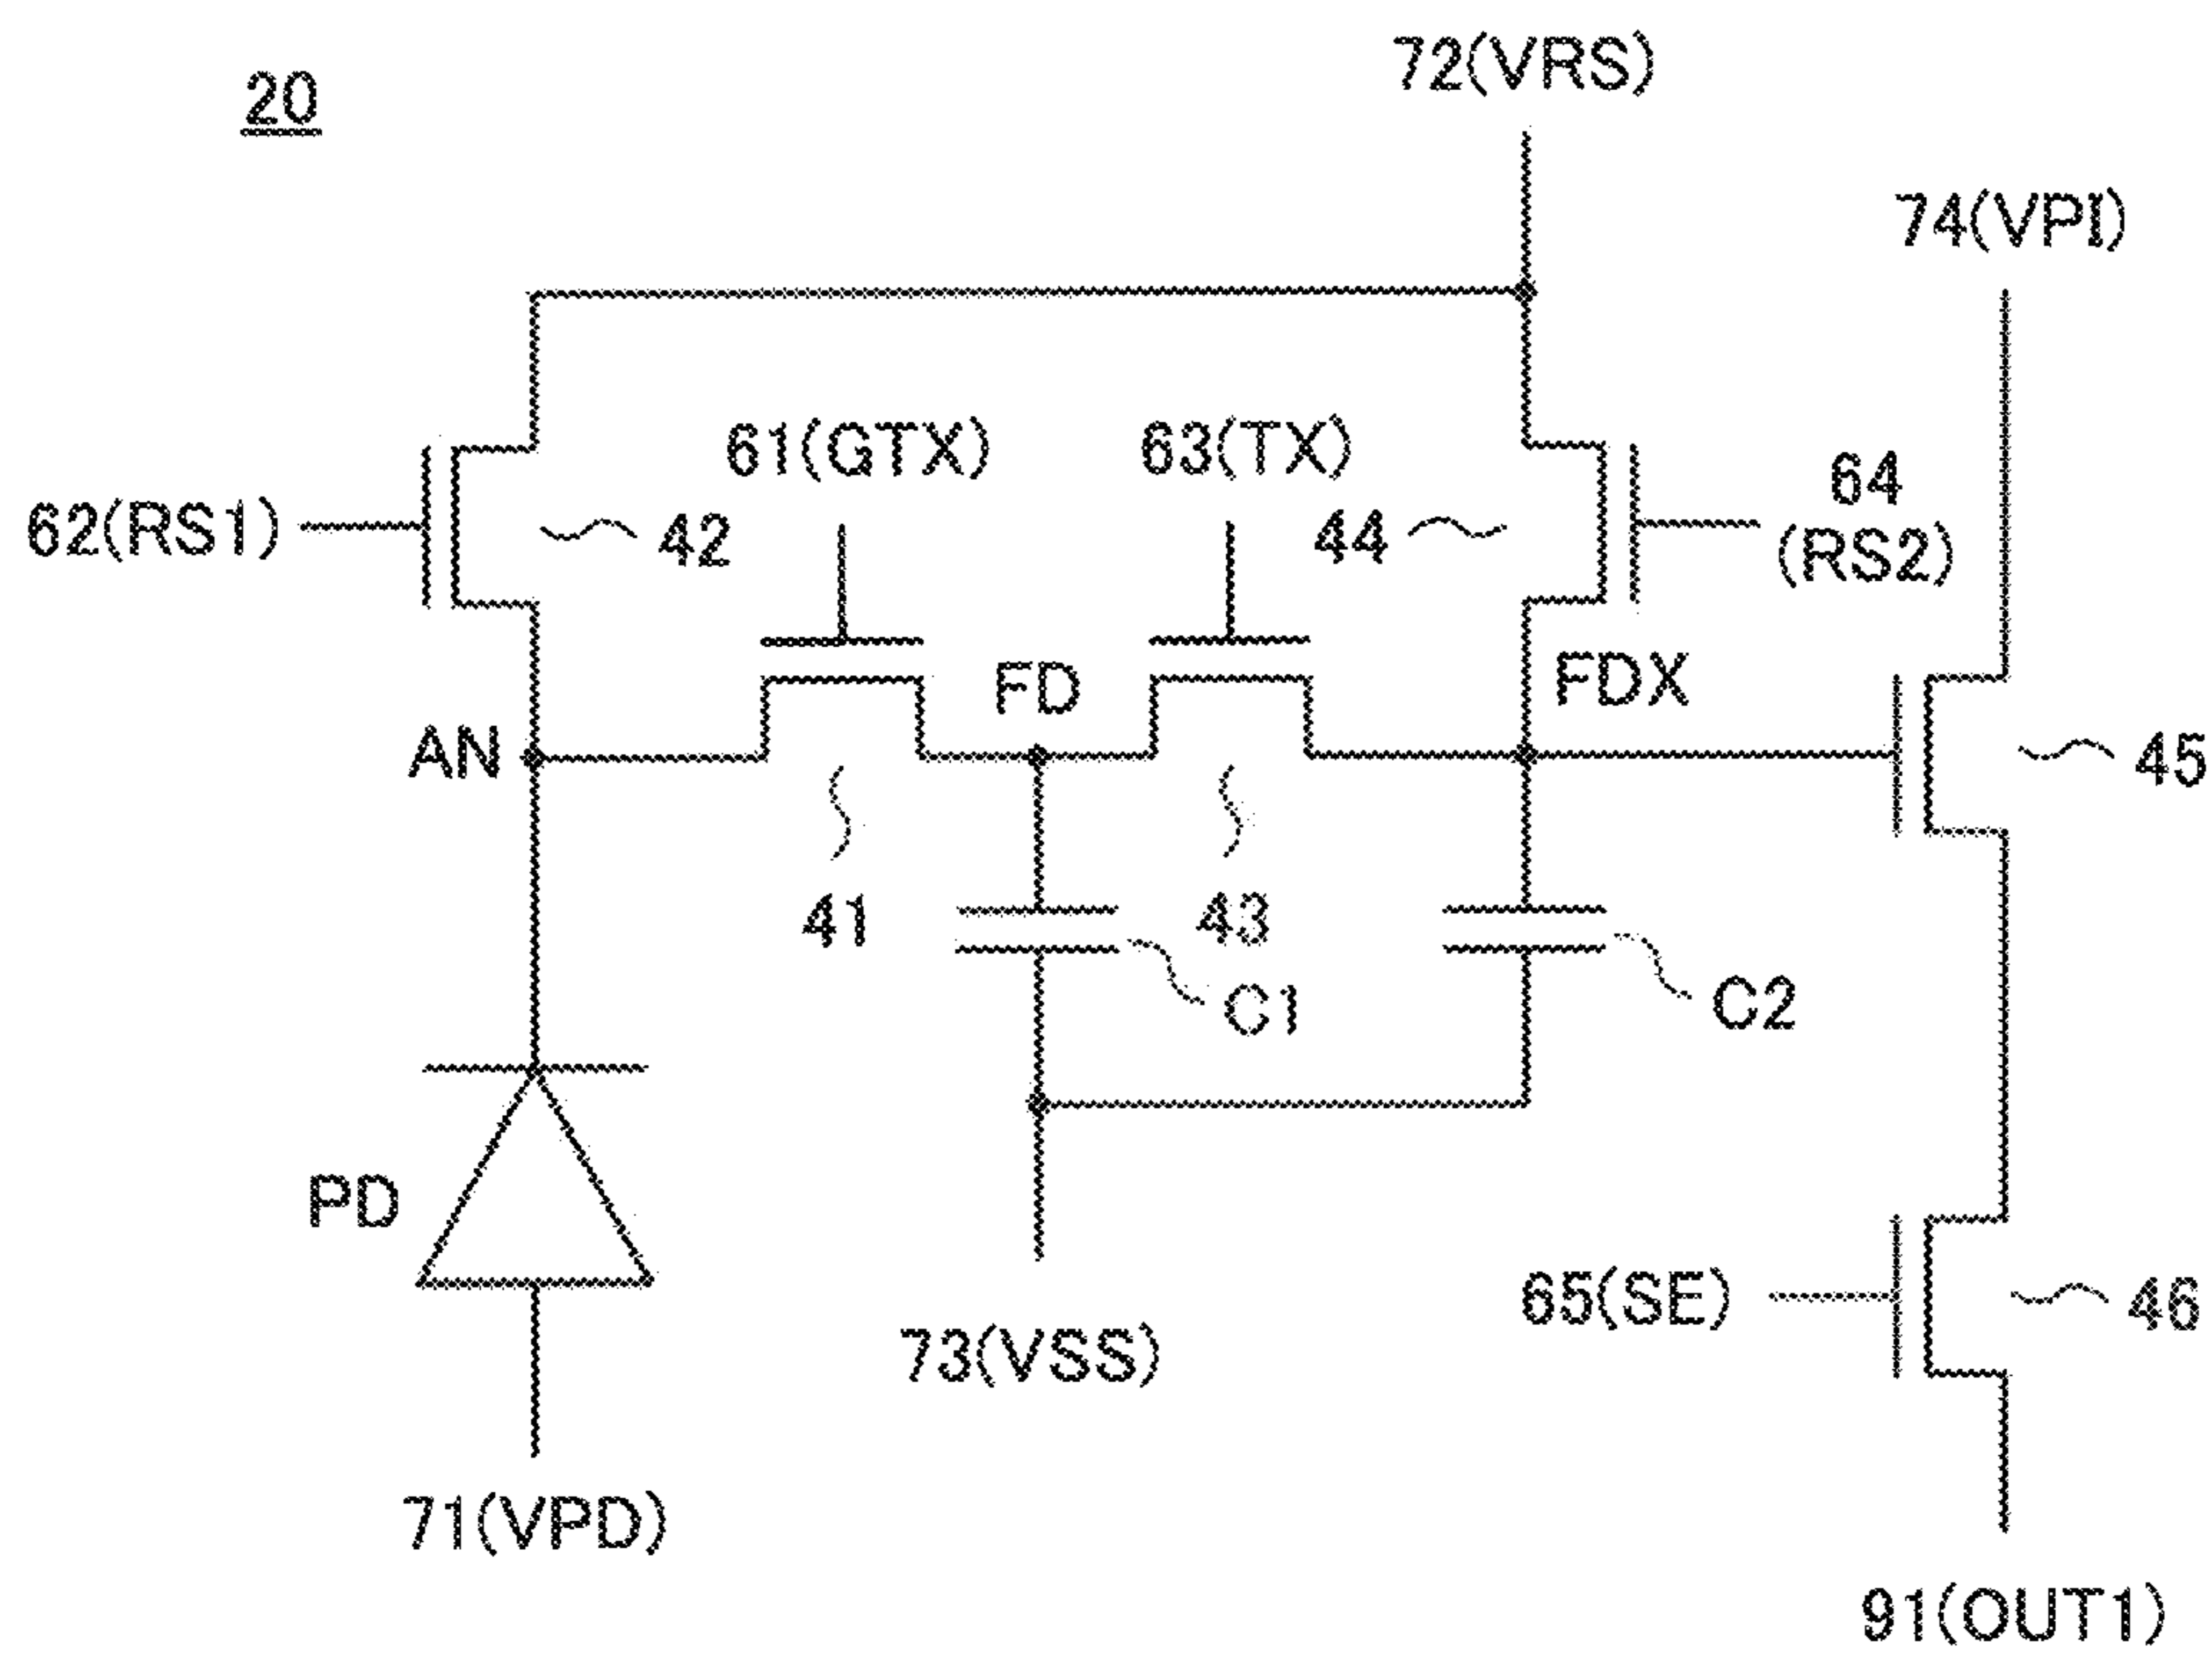 20
72(VRS)
74(VPI)
61(GTX)
63(TX)
62(RS1)
42
44
64
(RS2)
FD
FDX
AN
45
41
43
C1
C2
PD
65(SE)
46
73(VSS)
71(VPD)
91(OUT1)